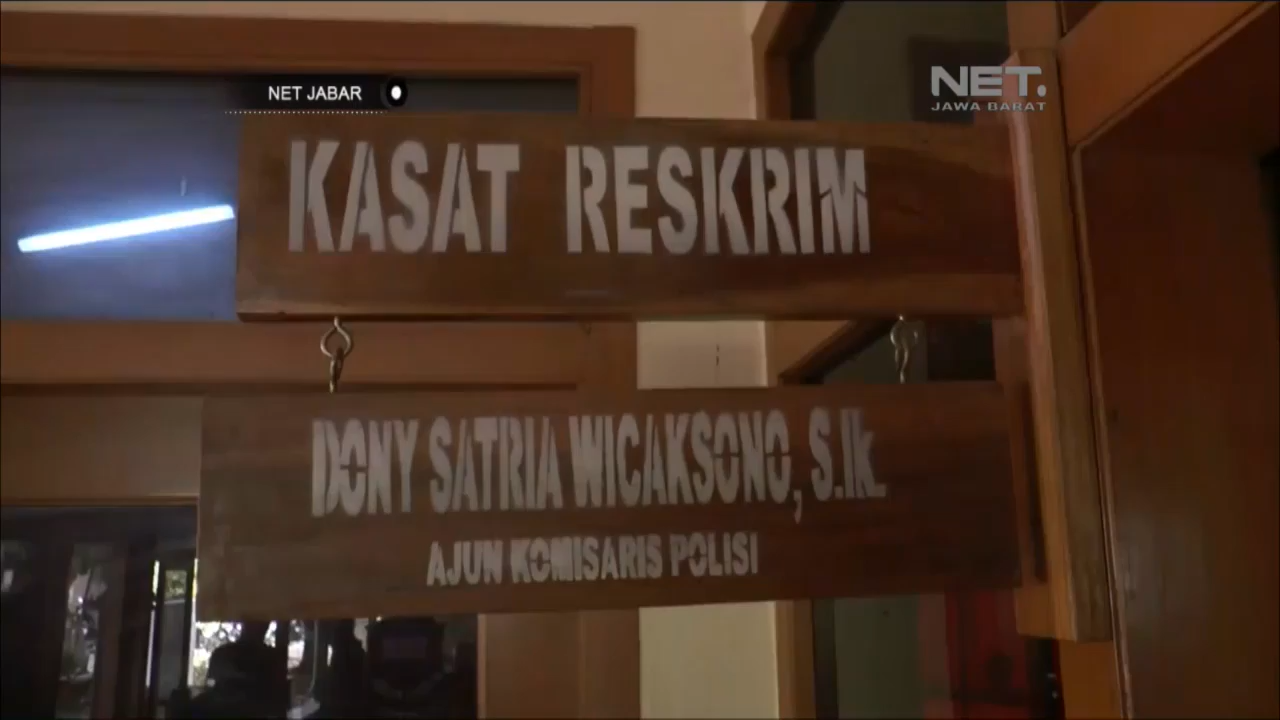 NET JABAR
NET.
JAWA BARAT
KASAT RESKRIM
DONY SATRIA WICAKSONO, S.Ik.
AJUN KOMISARIS POLISI